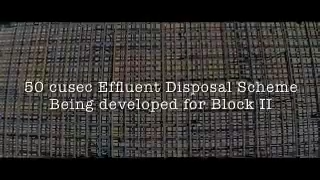 50 cusec Effluent Disposal Scheme
Being developed for Block II